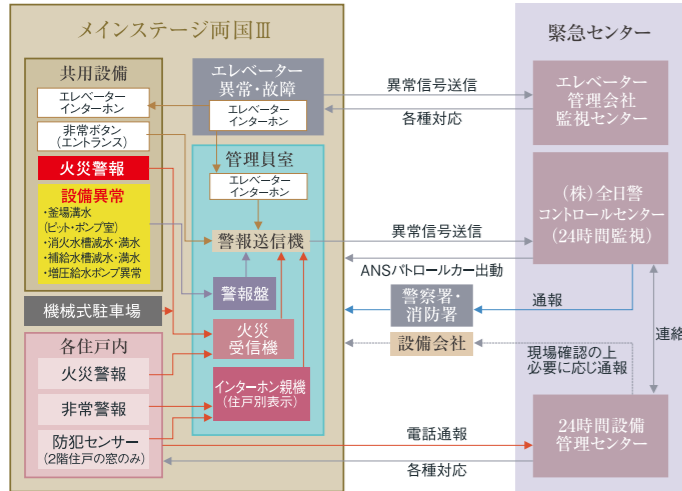 メインステージ両国Ⅲ
共用設備
エレベーター
インターホン
非常ボタン
(エントランス)
火災警報
設備異常
・釜場満水
(ピット・ポンプ室)
・消火水槽減水・満水
・補給水槽減水・満水
・増圧給水ポンプ異常
機械式駐車場
各住戸内
火災警報
非常警報
防犯センサー
(2階住戸の窓のみ)
エレベーター
異常・故障
エレベーター
インターホン
管理員室
エレベーター
インターホン
警報送信機
警報盤
火災
受信機
インターホン親機
(住戸別表示)
異常信号送信
各種対応
異常信号送信
ANSパトロールカー出動
警察署・
消防署
通報
設備会社
現場確認の上
必要に応じ通報
連絡
電話通報
各種対応
緊急センター
エレベーター
管理会社
監視センター
(株)全日警
コントロールセンター
(24時間監視)
24時間設備
管理センター